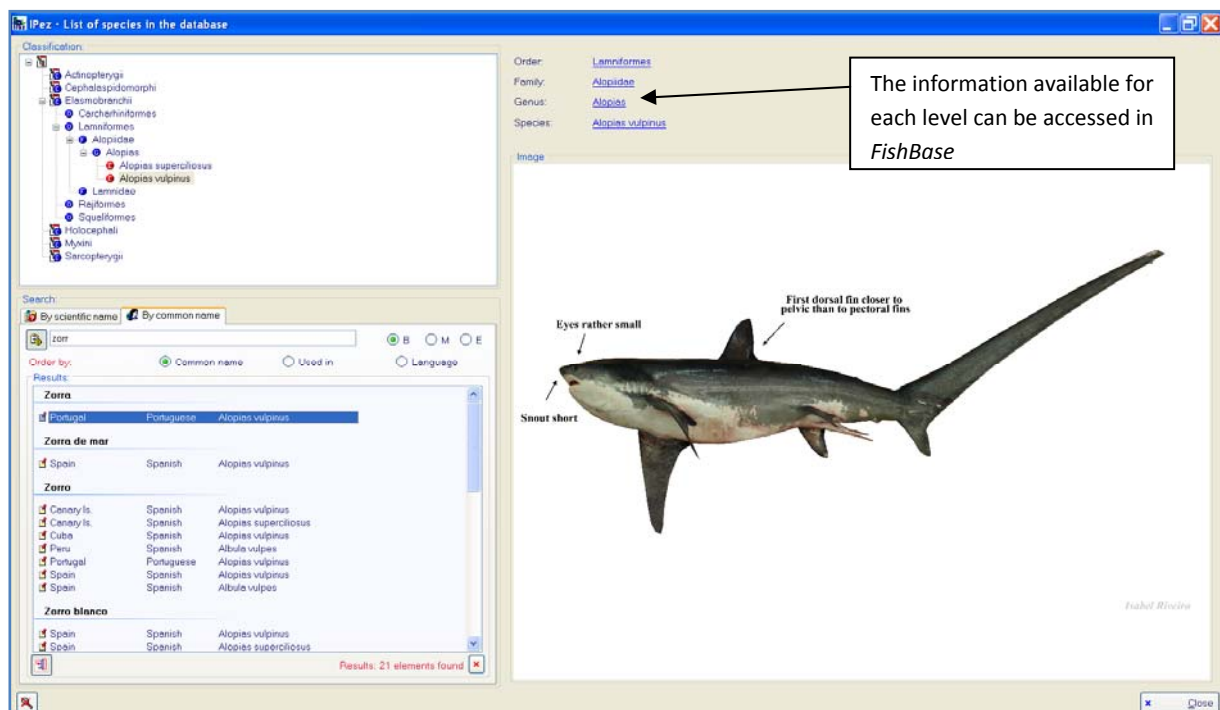 IPez - List of species in the database
Classification:
Actinopterygii
Cephalaspidomorphi
Elasmobranchii
Carcharhiniformes
Lamniformes
Alopiidae
Alopias
Alopias superciliosus
Alopias vulpinus
Lamnidae
Rajiformes
Squaliformes
Holocephali
Myxini
Sarcopterygii
Search:
By scientific name By common name
zorr B M E
Order by: Common name Used in Language
Results:
Zorra
Portugal Portuguese Alopias vulpinus
Zorra de mar
Spain Spanish Alopias vulpinus
Zorro
Canary Is. Spanish Alopias vulpinus
Canary Is. Spanish Alopias superciliosus
Cuba Spanish Alopias vulpinus
Peru Spanish Albula vulpes
Portugal Portuguese Alopias vulpinus
Spain Spanish Alopias vulpinus
Spain Spanish Albula vulpes
Zorro blanco
Spain Spanish Alopias vulpinus
Spain Spanish Alopias superciliosus
Results: 21 elements found
Order: Lamniformes
Family: Alopiidae
Genus: Alopias
Species: Alopias vulpinus
The information available for
each level can be accessed in
FishBase
Image
First dorsal fin closer to
pelvic than to pectoral fins
Eyes rather small
Snout short
Isabel Riveiro
Close